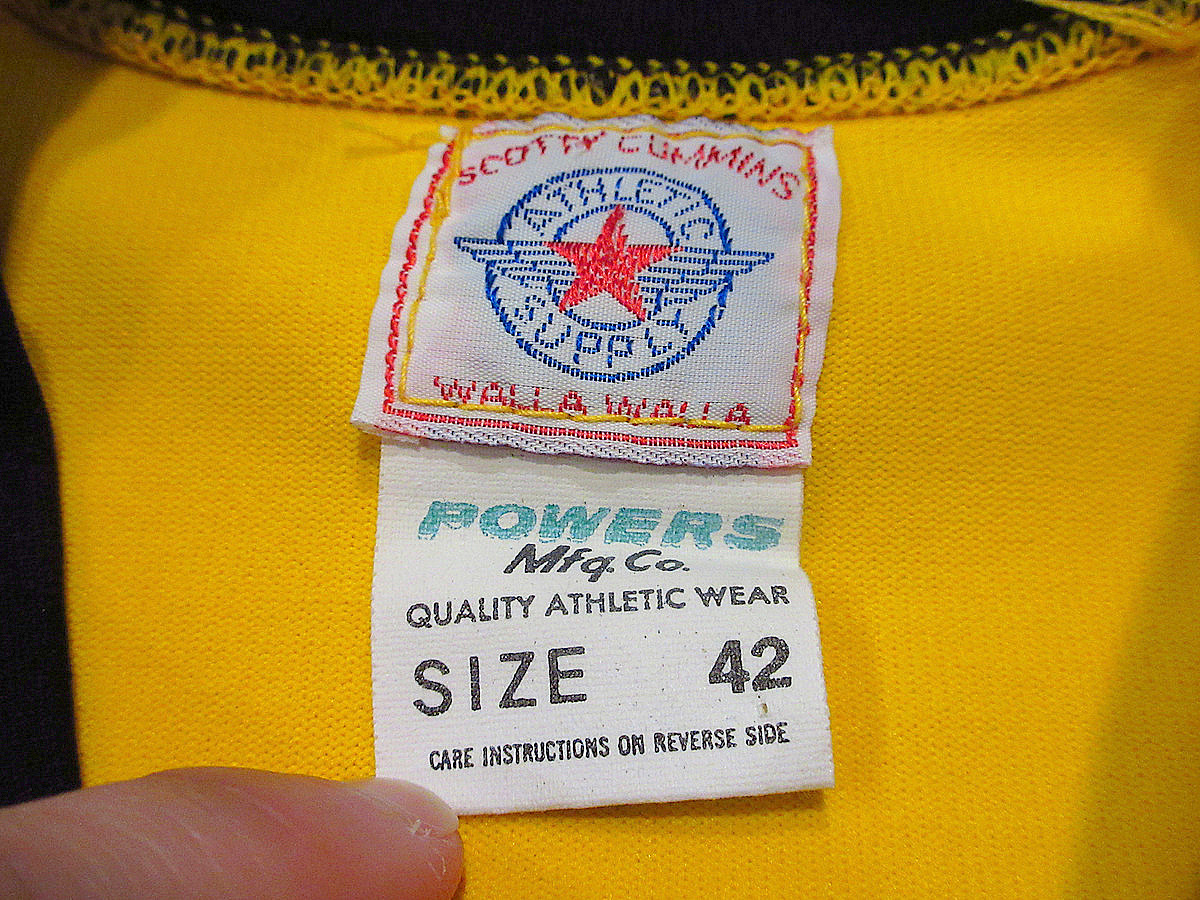 SCOTTY CUMMINS
ATHLETIC
SUPPLY
WALLA WALLA
POWERS
Mfg. Co.
QUALITY ATHLETIC WEAR
SIZE 42
CARE INSTRUCTIONS ON REVERSE SIDE